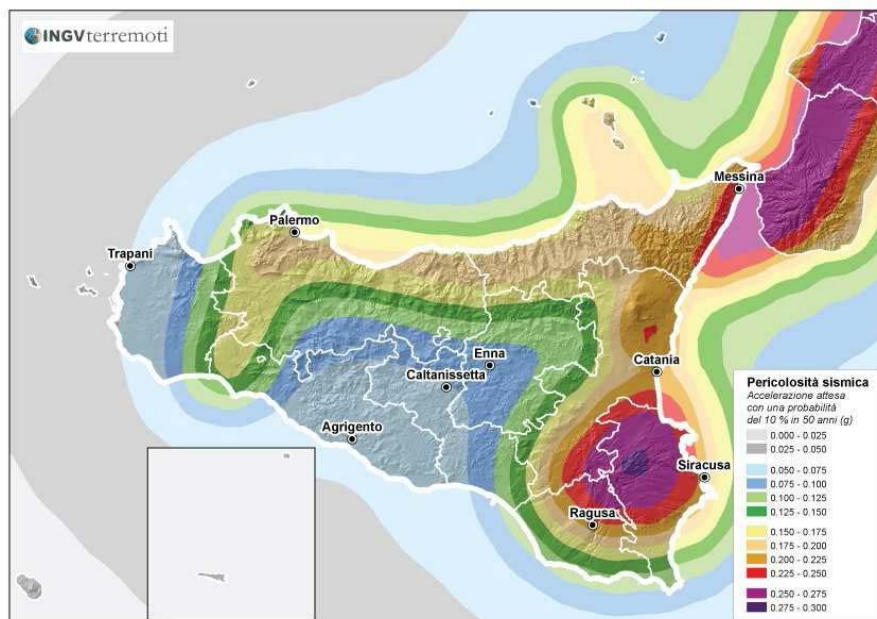 INGVterremoti
Messina
Palermo
Trapani
Enna
Catania
Caltanissetta
Agrigento
Siracusa
Ragusa
Pericolosità sismica
Accelerazione attesa
con una probabilità
del 10 % in 50 anni (g)
0.000 - 0.025
0.025 - 0.050
0.050 - 0.075
0.075 - 0.100
0.100 - 0.125
0.125 - 0.150
0.150 - 0.175
0.175 - 0.200
0.200 - 0.225
0.225 - 0.250
0.250 - 0.275
0.275 - 0.300